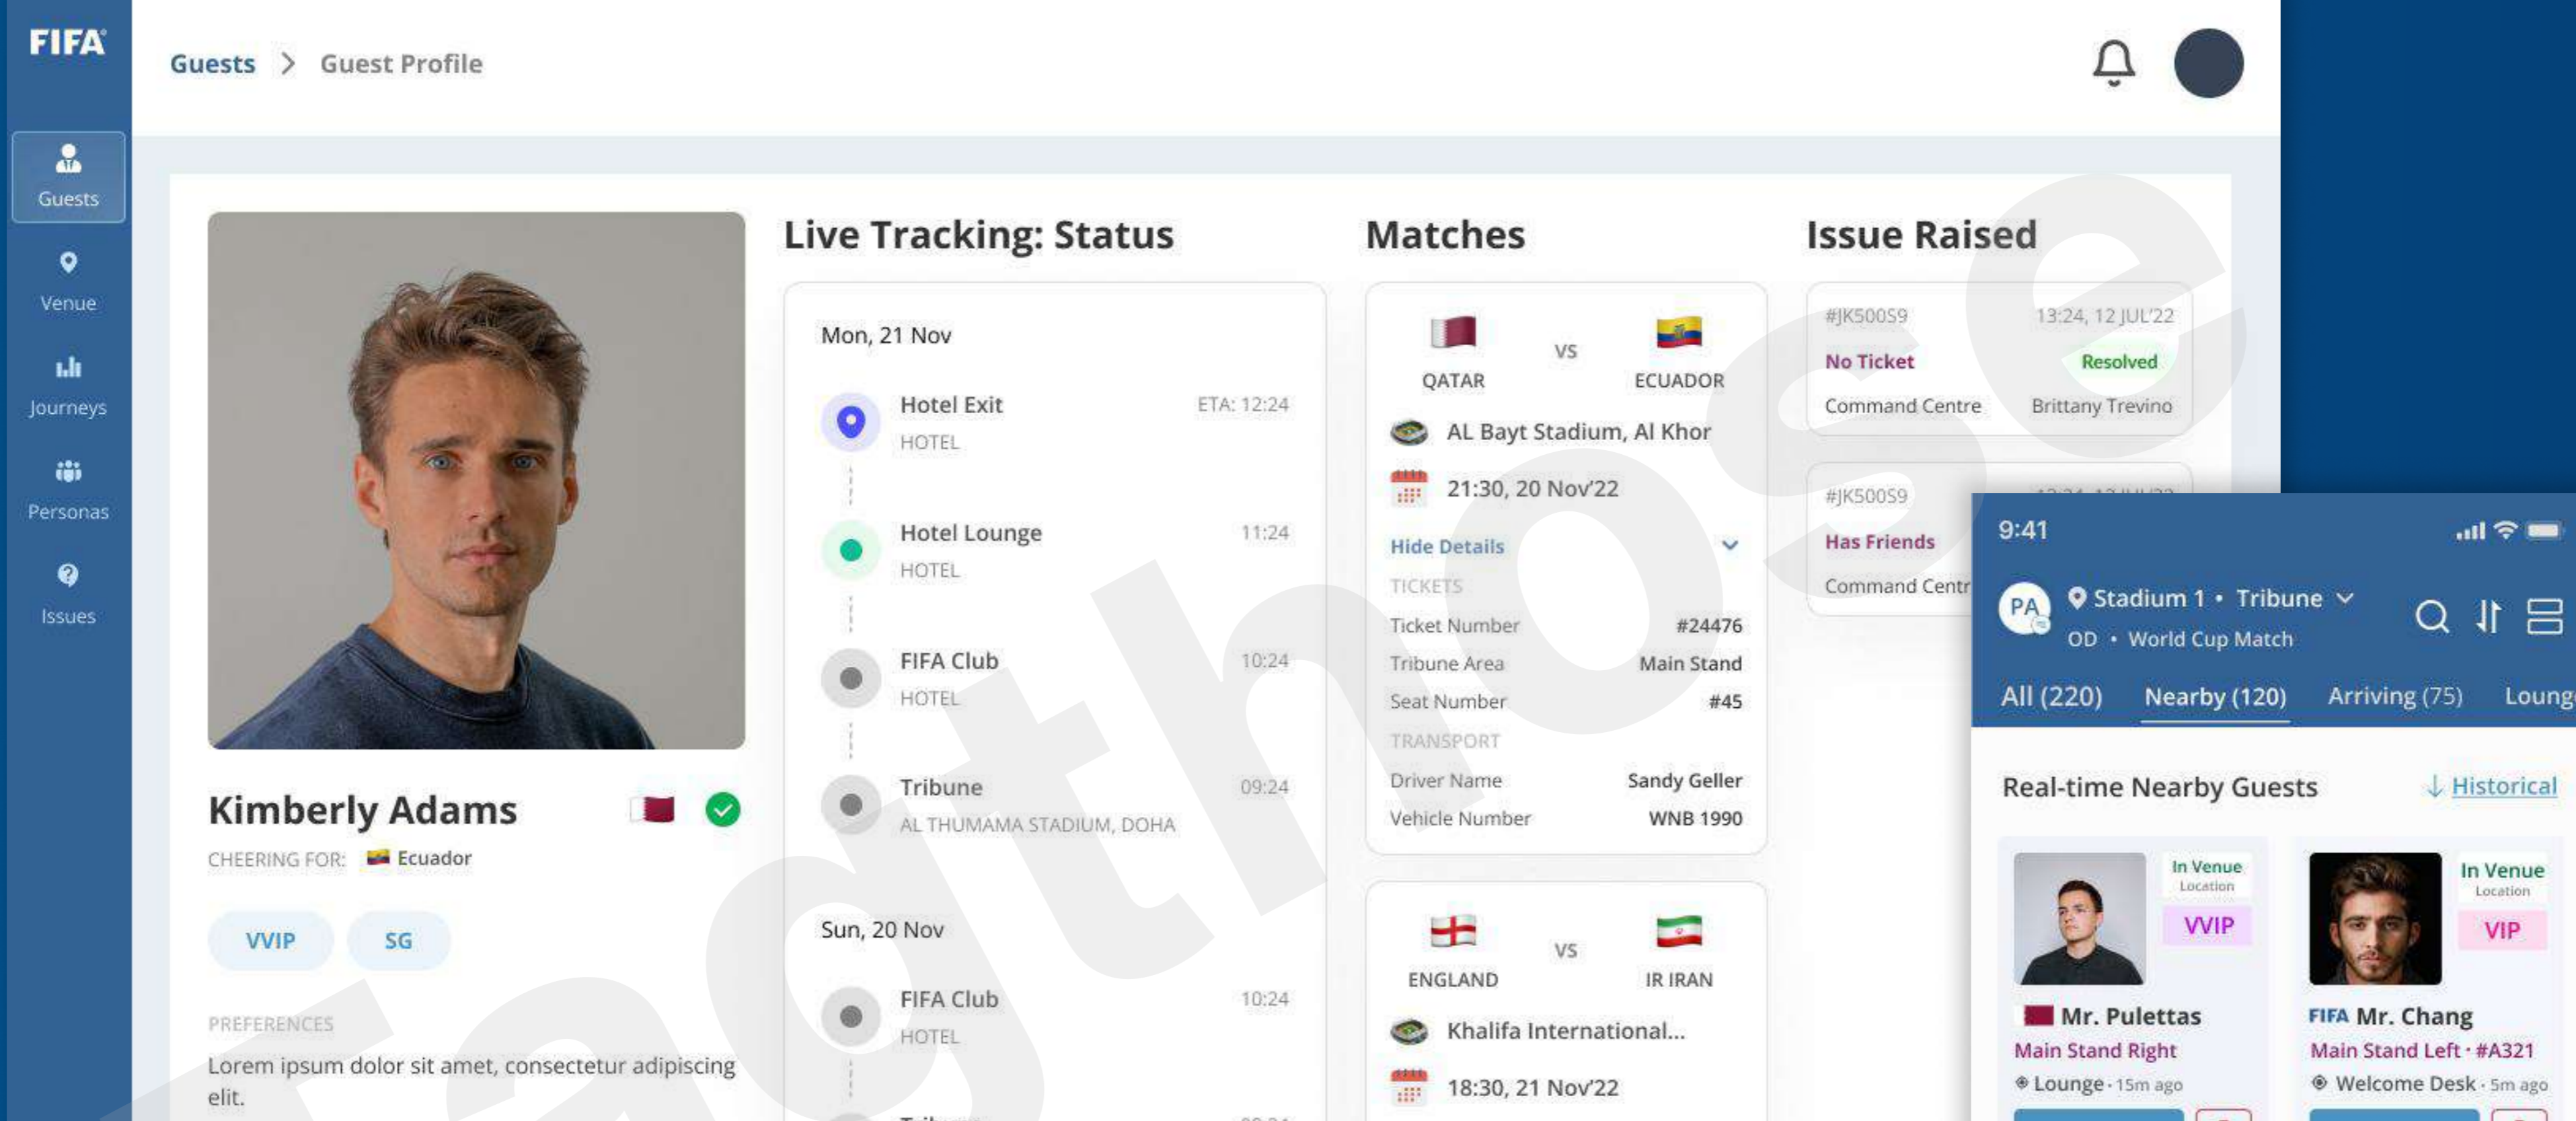 FIFA
Guests > Guest Profile
Guests
Venue
Journeys
Personas
Issues
Kimberly Adams
CHEERING FOR: Ecuador
VVIP SG
PREFERENCES
Lorem ipsum dolor sit amet, consectetur adipiscing
elit.
Live Tracking: Status
Mon, 21 Nov
Hotel Exit ETA: 12:24
HOTEL
Hotel Lounge 11:24
HOTEL
FIFA Club 10:24
HOTEL
Tribune 09:24
AL THUMAMA STADIUM, DOHA
Sun, 20 Nov
FIFA Club 10:24
HOTEL
Matches
VS
QATAR ECUADOR
AL Bayt Stadium, Al Khor
21:30, 20 Nov'22
Hide Details
TICKETS
Ticket Number #24476
Tribune Area Main Stand
Seat Number #45
TRANSPORT
Driver Name Sandy Geller
Vehicle Number WNB 1990
VS
ENGLAND IR IRAN
Khalifa International...
18:30, 21 Nov'22
Issue Raised
#JK500S9 13:24, 12 JUL'22
No Ticket Resolved
Command Centre Brittany Trevino
#JK500S9
Has Friends
Command Centr
9:41
PA Stadium 1 • Tribune
OD • World Cup Match
All (220) Nearby (120) Arriving (75) Loung
Real-time Nearby Guests ↓ Historical
In Venue
Location
VVIP
Mr. Pulettas
Main Stand Right
Lounge · 15m ago
In Venue
Location
VIP
FIFA Mr. Chang
Main Stand Left · #A321
Welcome Desk · 5m ago
Tagthose